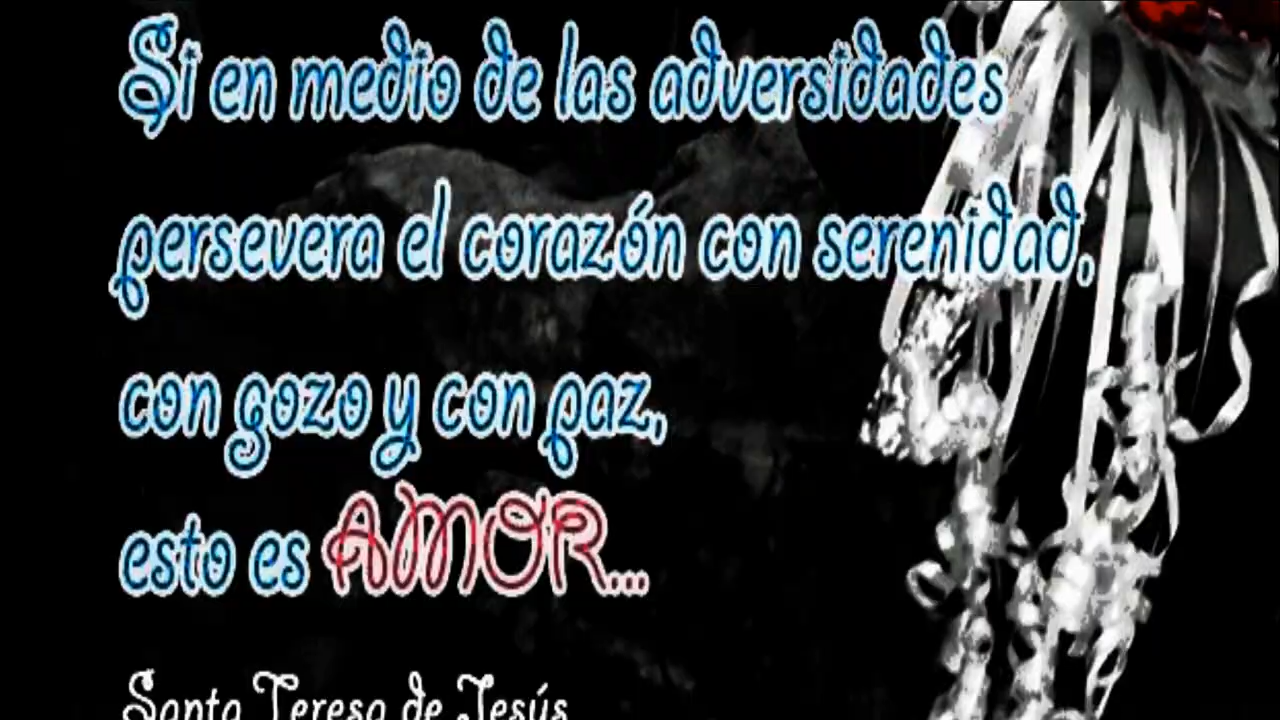 Si en medio de las adversidades
persevera el corazón con serenidad,
con gozo y con paz,
esto es AMOR...
Santa Teresa de Jesús